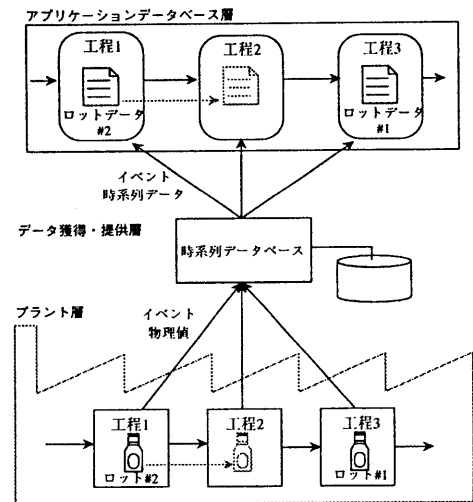 アプリケーションデータベース層
工程1
工程2
工程3
ロットデータ
#2
ロットデータ
#1
イベント
時系列データ
データ獲得・提供層
時系列データベース
プラント層
イベント
物理値
工程1
工程2
工程3
ロット#2
ロット#1